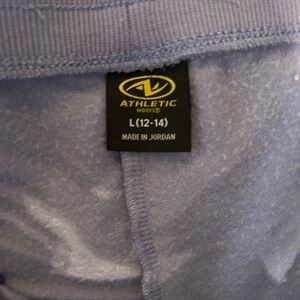 ATHLETIC
WORKS®
L (12-14)
MADE IN JORDAN